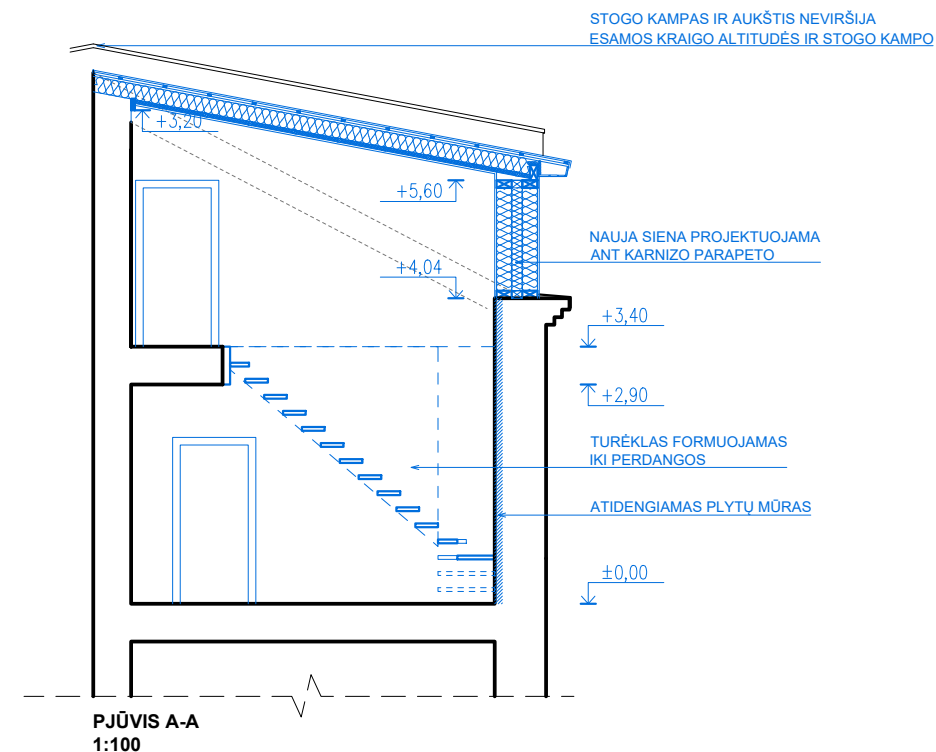 STOGO KAMPAS IR AUKŠTIS NEVIRŠIJA
ESAMOS KRAIGO ALTITUDĖS IR STOGO KAMPO
+3,20
+5,60
NAUJA SIENA PROJEKTUOJAMA
ANT KARNIZO PARAPETO
+4,04
+3,40
+2,90
TURĖKLAS FORMUOJAMAS
IKI PERDANGOS
ATIDENGIAMAS PLYTŲ MŪRAS
±0,00
PJŪVIS A-A
1:100